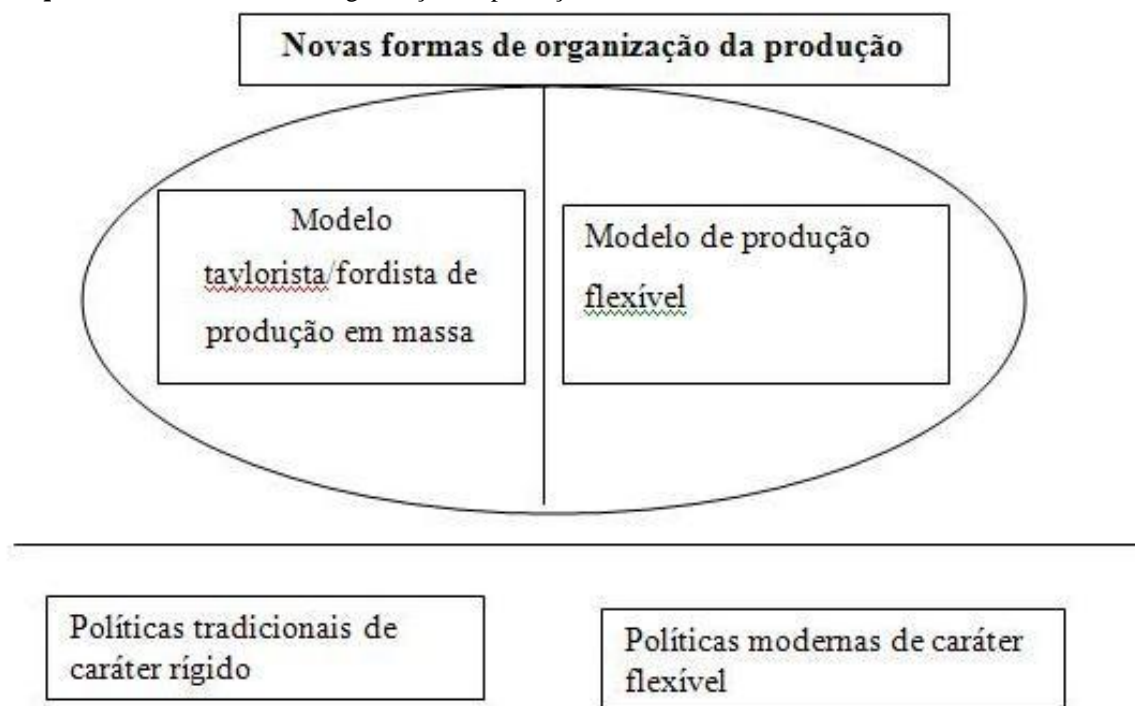 Novas formas de organização da produção
Modelo
taylorista/fordista de
produção em massa
Modelo de produção
flexível
Políticas tradicionais de
caráter rígido
Políticas modernas de caráter
flexível